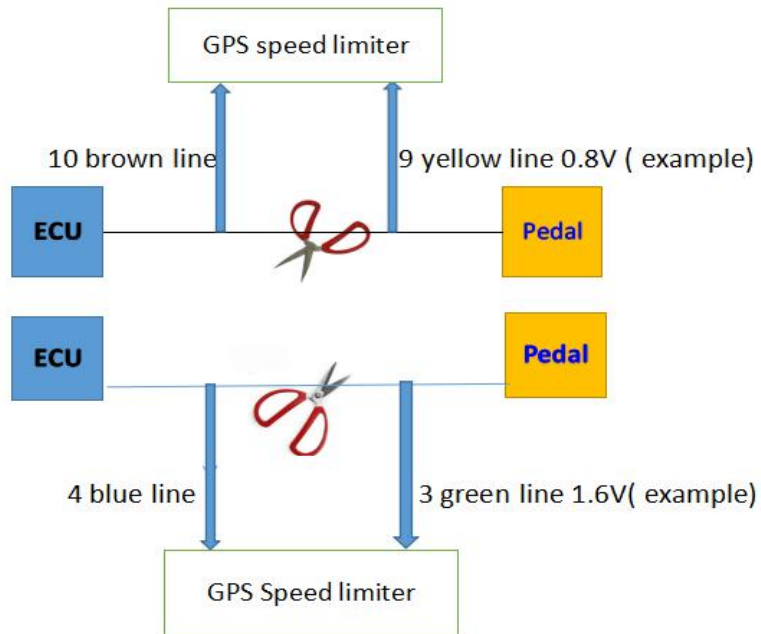 GPS speed limiter
10 brown line
9 yellow line 0.8V ( example)
ECU
Pedal
ECU
Pedal
4 blue line
3 green line 1.6V( example)
GPS Speed limiter